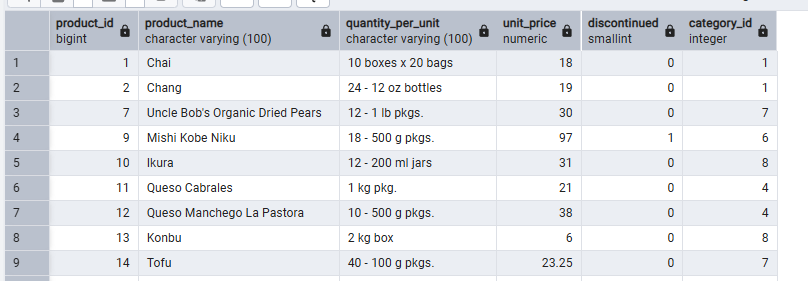 product_id product_name quantity_per_unit unit_price discontinued category_id
bigint character varying (100) character varying (100) numeric smallint integer
1 1 Chai 10 boxes x 20 bags 18 0 1
2 2 Chang 24 - 12 oz bottles 19 0 1
3 7 Uncle Bob's Organic Dried Pears 12 - 1 lb pkgs. 30 0 7
4 9 Mishi Kobe Niku 18 - 500 g pkgs. 97 1 6
5 10 Ikura 12 - 200 ml jars 31 0 8
6 11 Queso Cabrales 1 kg pkg. 21 0 4
7 12 Queso Manchego La Pastora 10 - 500 g pkgs. 38 0 4
8 13 Konbu 2 kg box 6 0 8
9 14 Tofu 40 - 100 g pkgs. 23.25 0 7